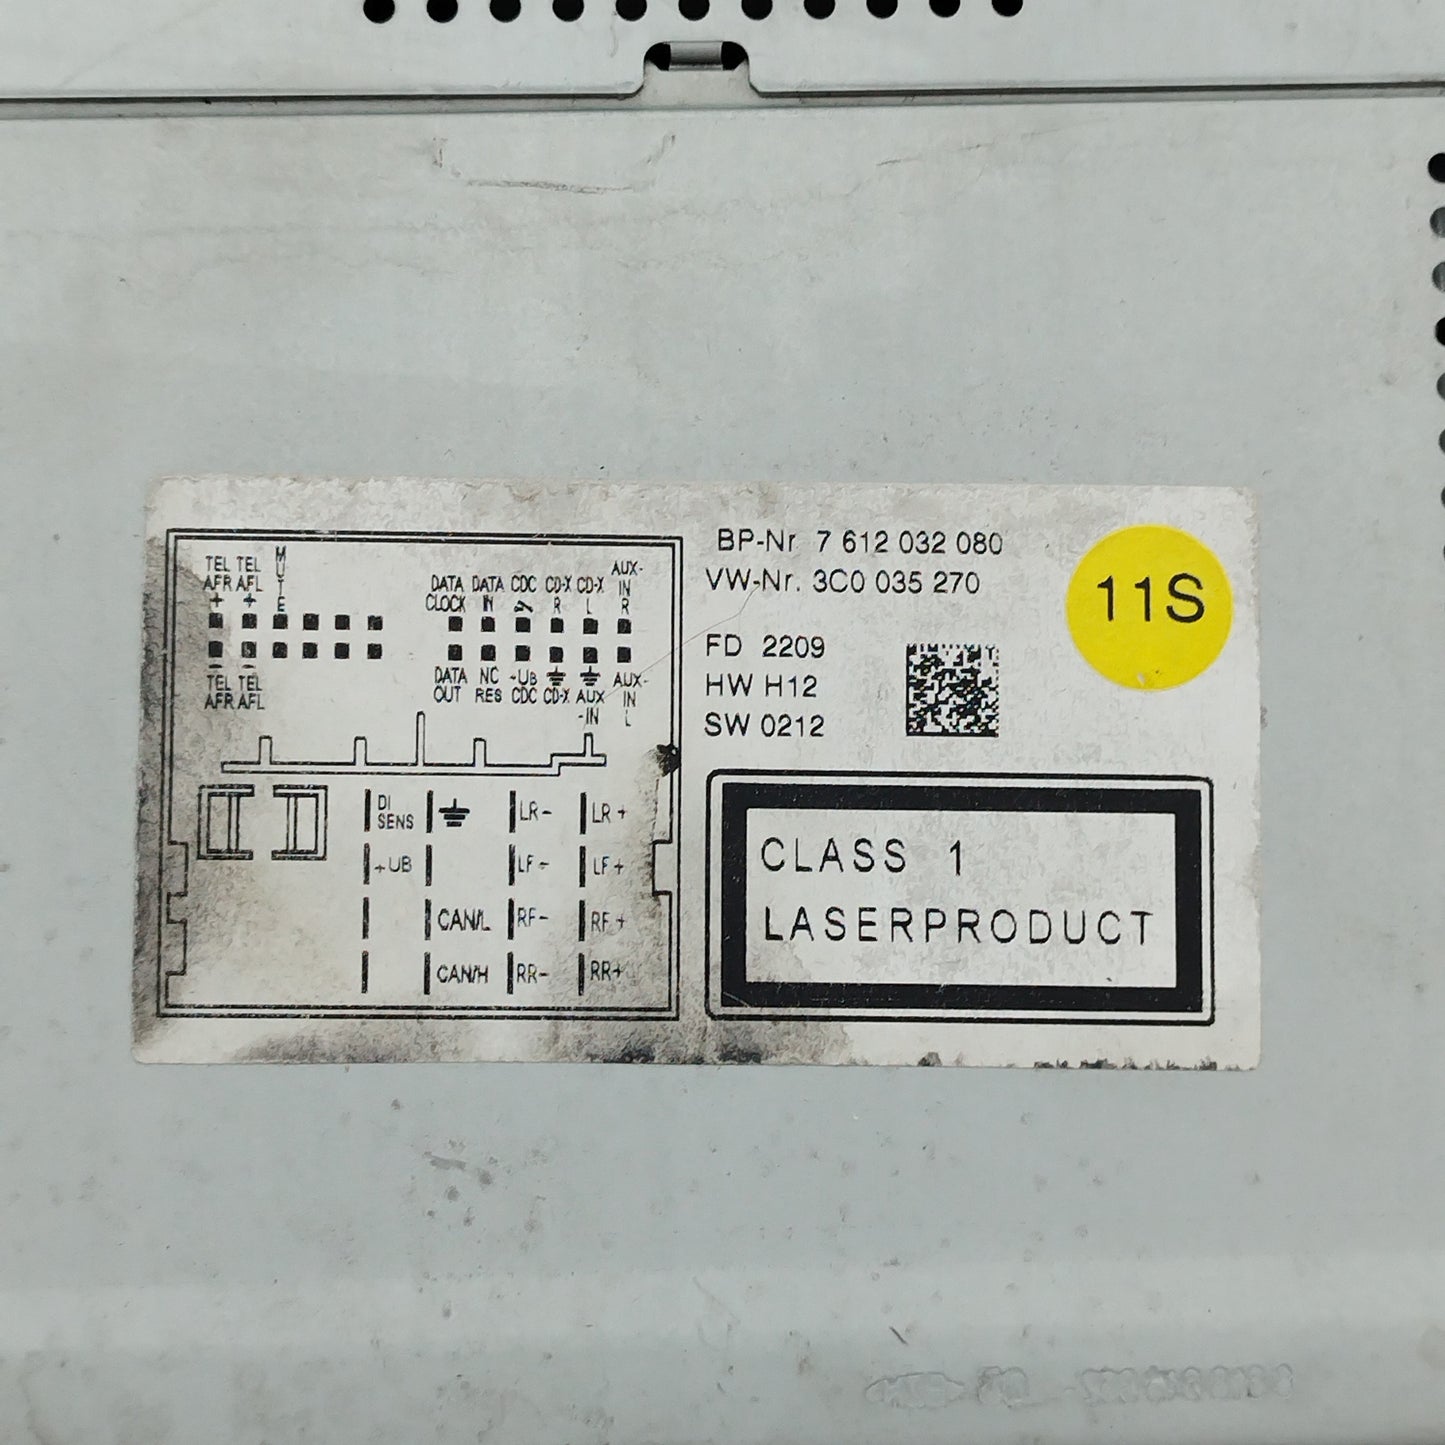 TEL TEL MUTE
AFR AFL
+ +
- -
TEL TEL
AFR AFL
DATA DATA CDC CD-X CD-X AUX-
CLOCK IN R L IN
R
DATA NC +UB AUX-
OUT RES CDC CD-X AUX IN
-IN L
DI SENS LR- LR+
+UB LF- LF+
CAN/L RF- RF+
CAN/H RR- RR+
BP-Nr 7 612 032 080
VW-Nr. 3C0 035 270
FD 2209
HW H12
SW 0212
11S
CLASS 1
LASERPRODUCT